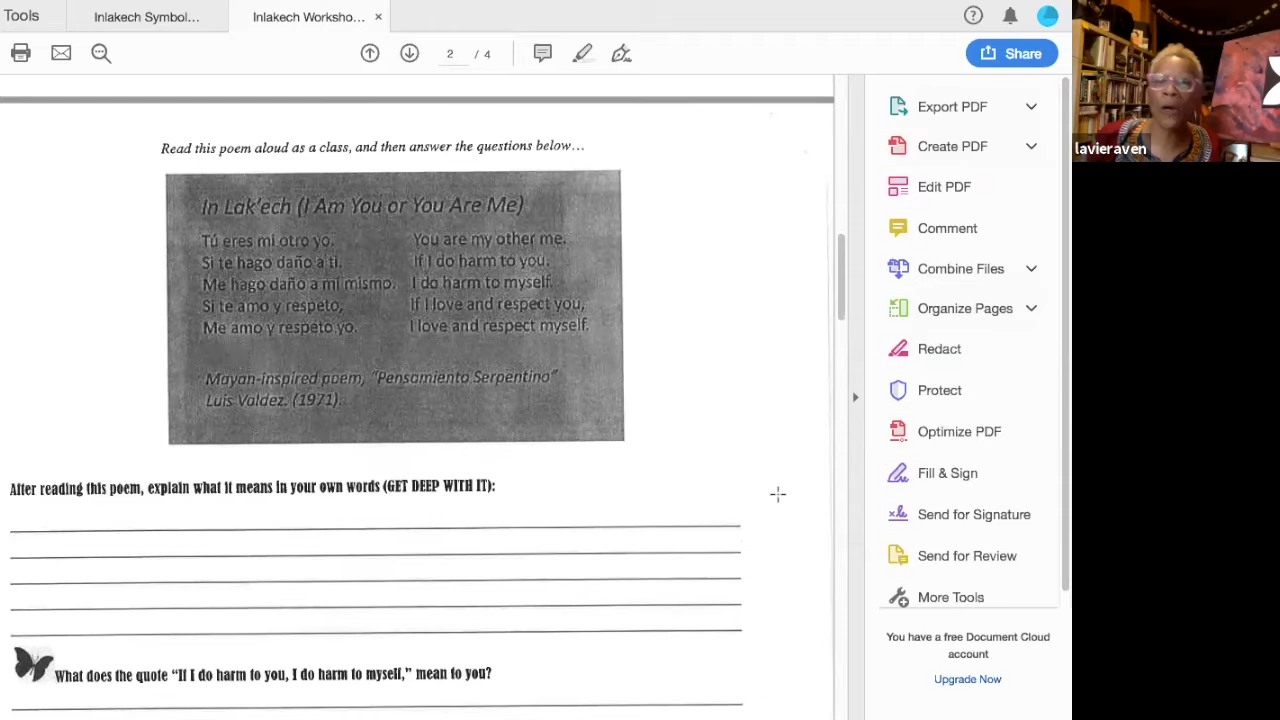 Tools
Inlakech Symbol...
Inlakech Worksho... ×
2 / 4
Share
lavieraven
Read this poem aloud as a class, and then answer the questions below…
In Lak'ech (I Am You or You Are Me)
Tú eres mi otro yo.
Si te hago daño a ti.
Me hago daño a mi mismo.
Si te amo y respeto,
Me amo y respeto yo.
You are my other me.
If I do harm to you.
I do harm to myself.
If I love and respect you,
I love and respect myself.
Mayan-inspired poem, "Pensamiento Serpentino"
Luis Valdez. (1971).
After reading this poem, explain what it means in your own words (GET DEEP WITH IT):
What does the quote “If I do harm to you, I do harm to myself,” mean to you?
Export PDF
Create PDF
Edit PDF
Comment
Combine Files
Organize Pages
Redact
Protect
Optimize PDF
Fill & Sign
Send for Signature
Send for Review
More Tools
You have a free Document Cloud
account
Upgrade Now